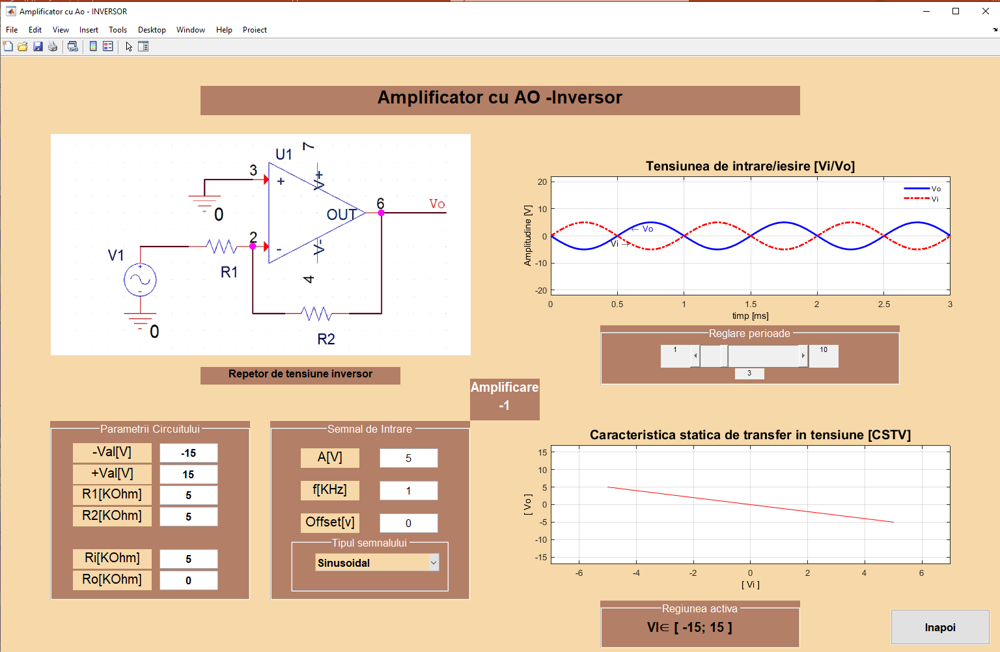 Amplificator cu Ao - INVERSOR
File Edit View Insert Tools Desktop Window Help Proiect
Amplificator cu AO -Inversor
U1
7
3
+
V+
0
OUT
6
Vo
2
-
V-
4
V1
+
-
R1
0
R2
Tensiunea de intrare/iesire [Vi/Vo]
Amplitudine [V]
20
10
0
-10
-20
Vo
Vi
← Vo
Vi →
0 0.5 1 1.5 2 2.5 3
timp [ms]
Reglare perioade
1 10
3
Repetor de tensiune inversor
Amplificare
-1
Parametrii Circuitului
-Val[V] -15
+Val[V] 15
R1[KOhm] 5
R2[KOhm] 5
Ri[KOhm] 5
Ro[KOhm] 0
Semnal de Intrare
A[V] 5
f[KHz] 1
Offset[v] 0
Tipul semnalului
Sinusoidal
Caracteristica statica de transfer in tensiune [CSTV]
[ Vo ]
15
10
5
0
-5
-10
-15
-6 -4 -2 0 2 4 6
[ Vi ]
Regiunea activa
VI∈ [ -15; 15 ]
Inapoi